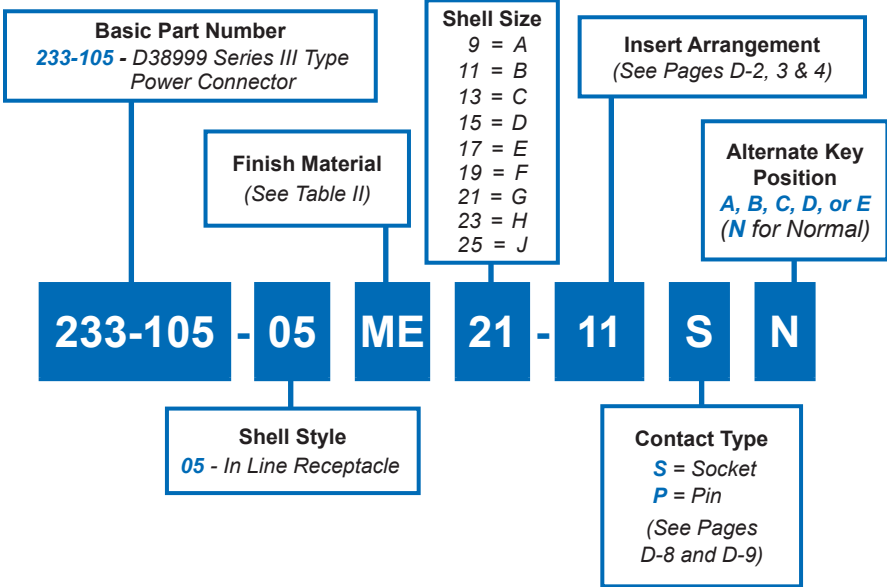 Basic Part Number
233-105 - D38999 Series III Type
Power Connector
Finish Material
(See Table II)
Shell Size
9 = A
11 = B
13 = C
15 = D
17 = E
19 = F
21 = G
23 = H
25 = J
Insert Arrangement
(See Pages D-2, 3 & 4)
Alternate Key
Position
A, B, C, D, or E
(N for Normal)
233-105 - 05 ME 21 - 11 S N
Shell Style
05 - In Line Receptacle
Contact Type
S = Socket
P = Pin
(See Pages
D-8 and D-9)